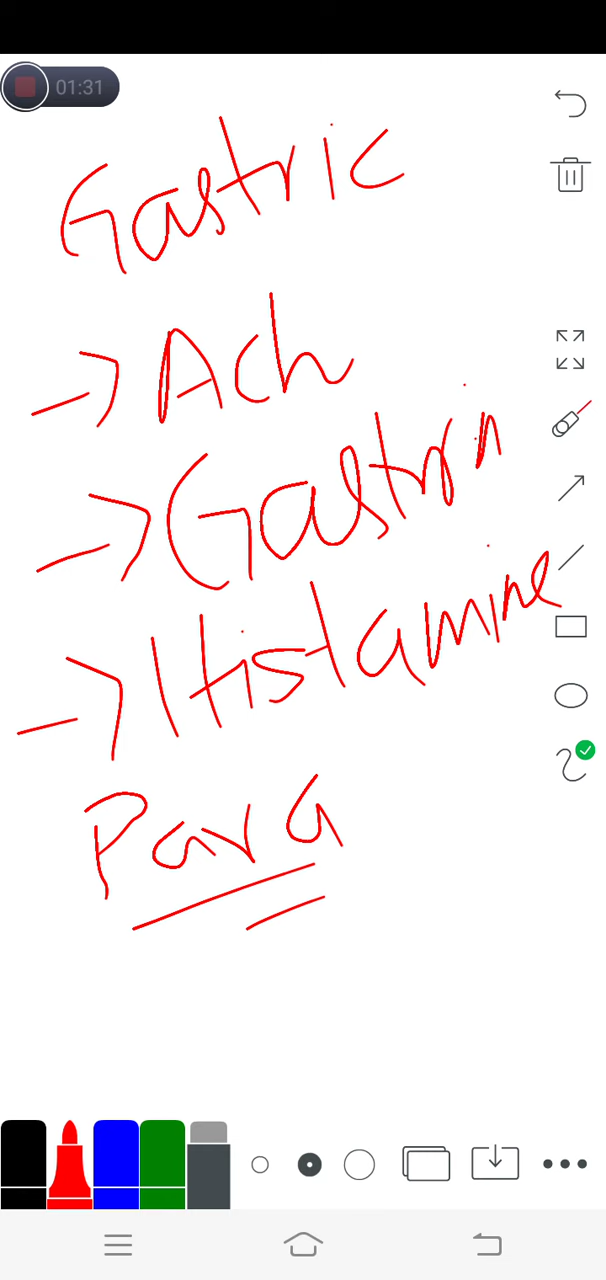 01:31
Gastric
→ Ach
→ Gastrin
→ Histamine
Para